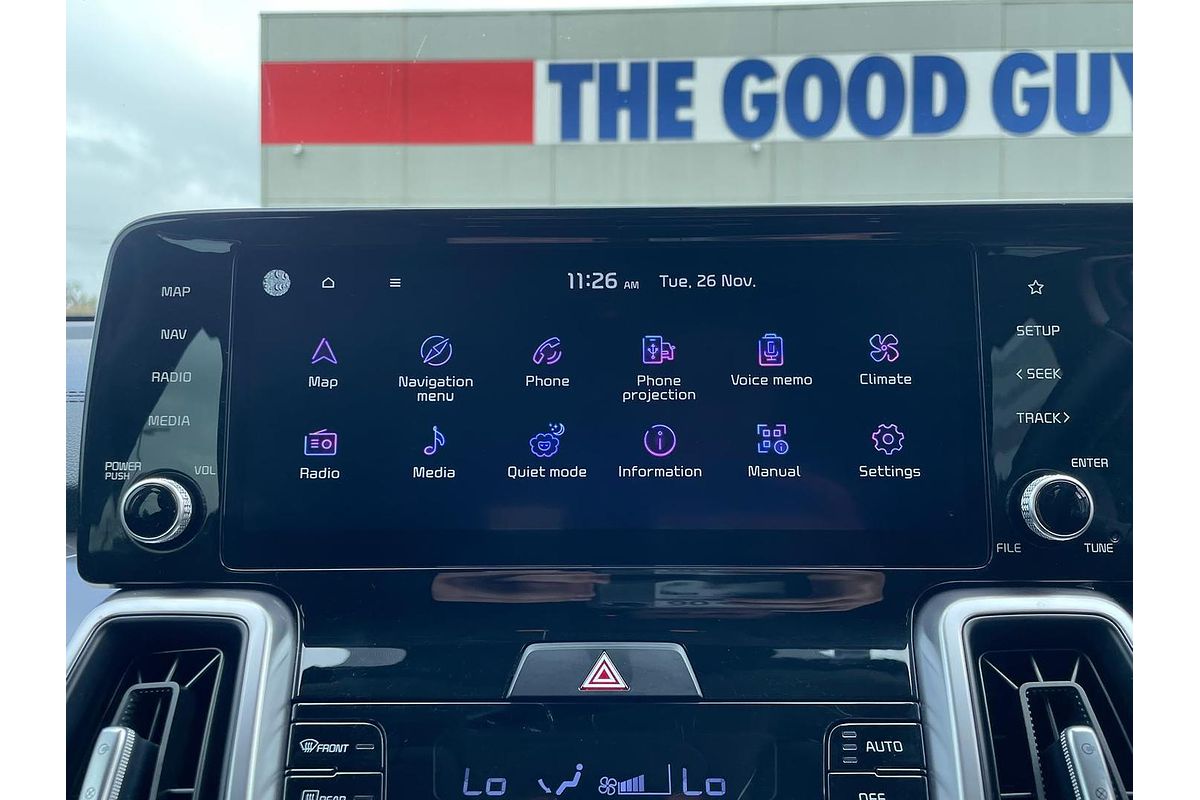 THE GOOD GUY
MAP
NAV
RADIO
MEDIA
POWER
PUSH
VOL
11:26 AM Tue, 26 Nov.
Map
Navigation
menu
Phone
Phone
projection
Voice memo
Climate
Radio
Media
Quiet mode
Information
Manual
Settings
SETUP
< SEEK
TRACK >
ENTER
FILE
TUNE
FRONT
REAR
Lo
Lo
AUTO
OFF